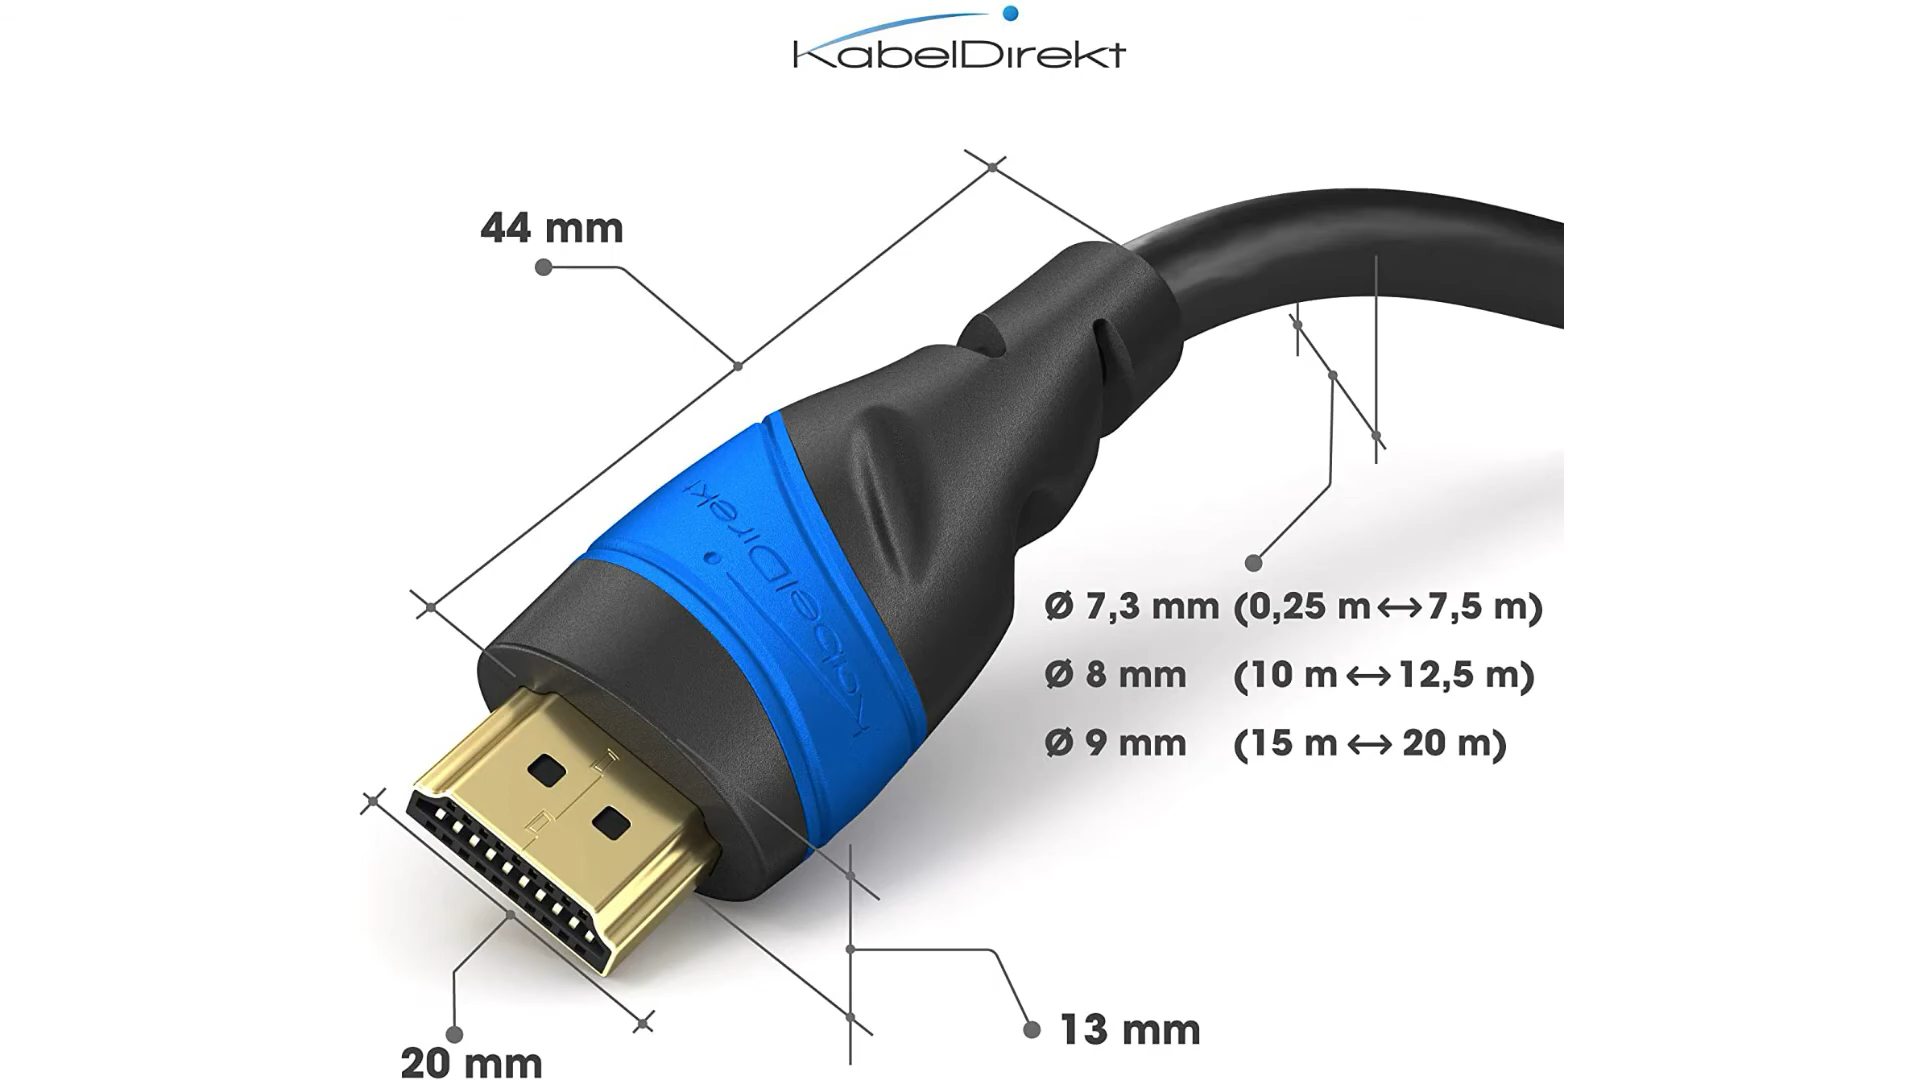 KabelDirekt
44 mm
KabelDirekt
Ø 7,3 mm (0,25 m↔7,5 m)
Ø 8 mm (10 m↔12,5 m)
Ø 9 mm (15 m↔20 m)
13 mm
20 mm